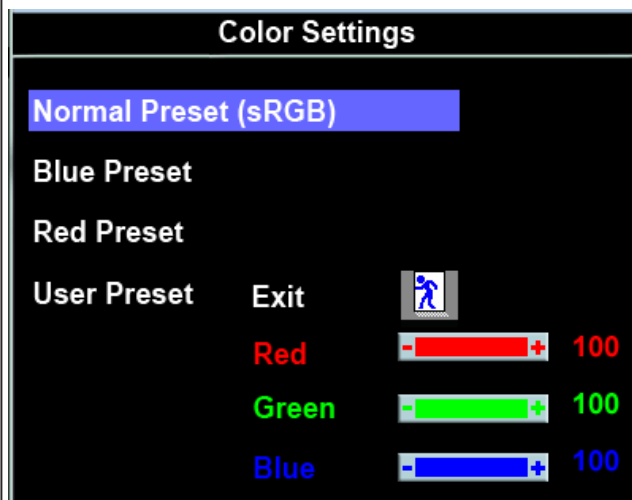 Color Settings
Normal Preset (sRGB)
Blue Preset
Red Preset
User Preset Exit
Red - + 100
Green - + 100
Blue - + 100